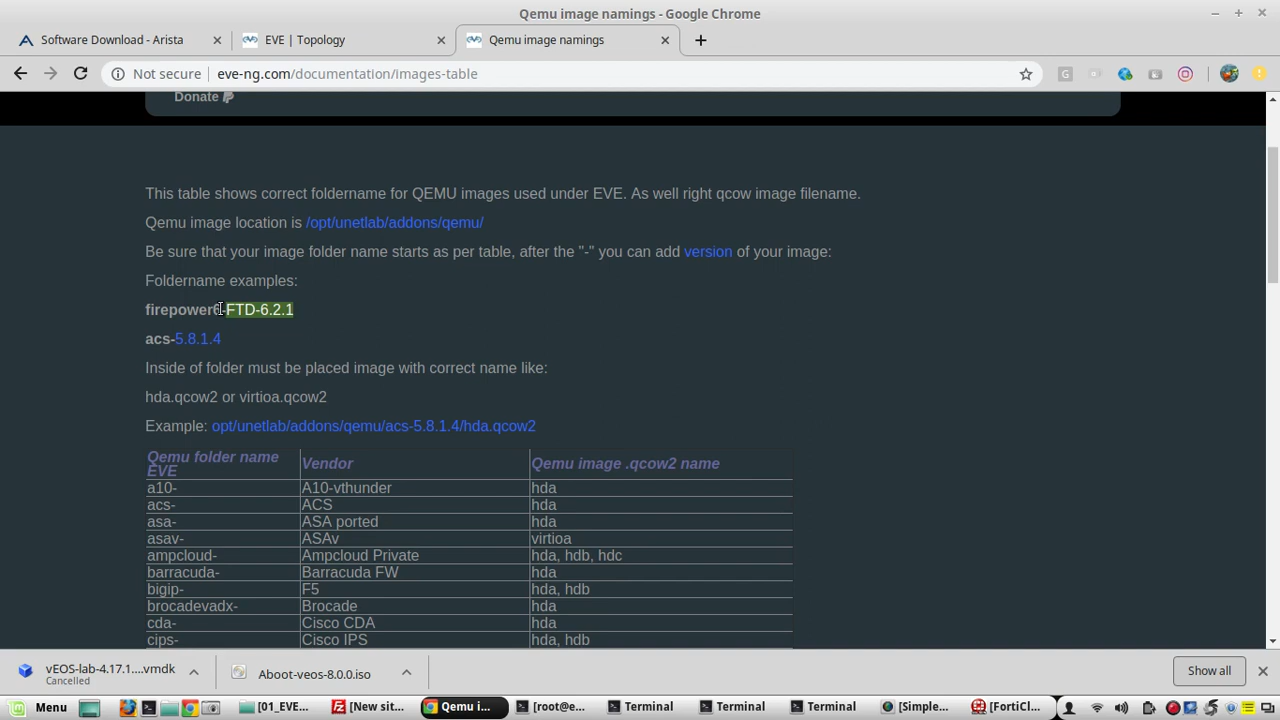 Qemu image namings - Google Chrome
Software Download - Arista
EVE | Topology
Qemu image namings
Not secure
eve-ng.com/documentation/images-table
Donate
This table shows correct foldername for QEMU images used under EVE. As well right qcow image filename.
Qemu image location is /opt/unetlab/addons/qemu/
Be sure that your image folder name starts as per table, after the "-" you can add version of your image:
Foldername examples:
firepower6-FTD-6.2.1
acs-5.8.1.4
Inside of folder must be placed image with correct name like:
hda.qcow2 or virtioa.qcow2
Example: opt/unetlab/addons/qemu/acs-5.8.1.4/hda.qcow2
Qemu folder name EVE Vendor Qemu image .qcow2 name
a10- A10-vthunder hda
acs- ACS hda
asa- ASA ported hda
asav- ASAv virtioa
ampcloud- Ampcloud Private hda, hdb, hdc
barracuda- Barracuda FW hda
bigip- F5 hda, hdb
brocadevadx- Brocade hda
cda- Cisco CDA hda
cips- Cisco IPS hda, hdb
vEOS-lab-4.17.1....vmdk
Cancelled
Aboot-veos-8.0.0.iso
Show all
Menu
[01_EVE...
[New sit...
Qemu i...
[root@e...
Terminal
Terminal
Terminal
[Simple...
[FortiCl...